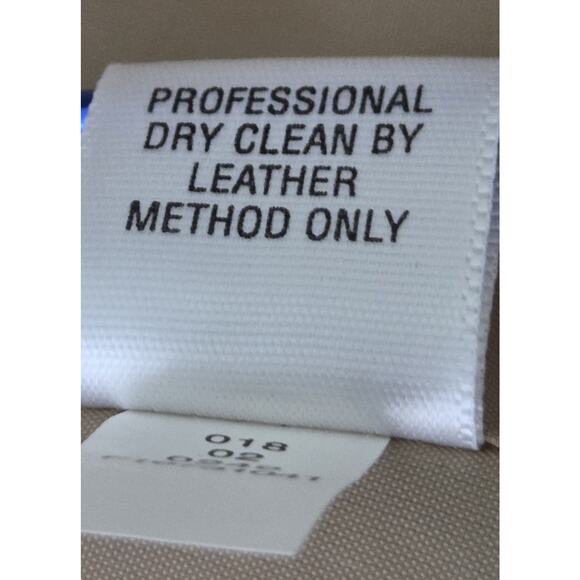 PROFESSIONAL
DRY CLEAN BY
LEATHER
METHOD ONLY
018
02